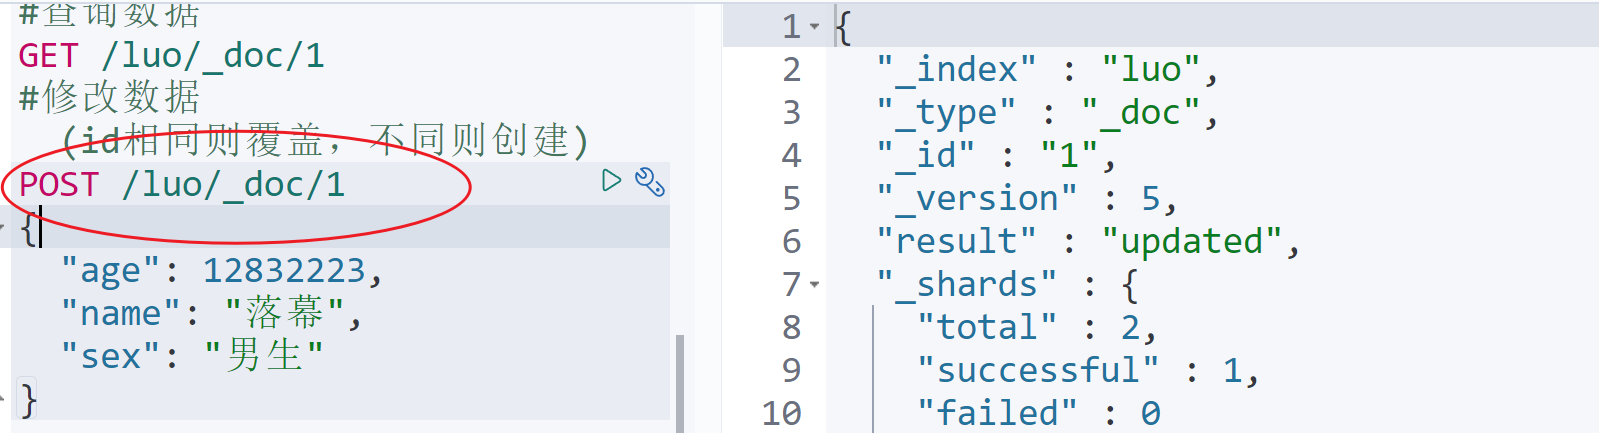 #查询数据
GET /luo/_doc/1
#修改数据
(id相同则覆盖，不同则创建)
POST /luo/_doc/1
{
"age": 12832223,
"name": "落幕",
"sex": "男生"
}
1
{
2
"_index" : "luo",
3
"_type" : "_doc",
4
"_id" : "1",
5
"_version" : 5,
6
"result" : "updated",
7
"_shards" : {
8
"total" : 2,
9
"successful" : 1,
10
"failed" : 0